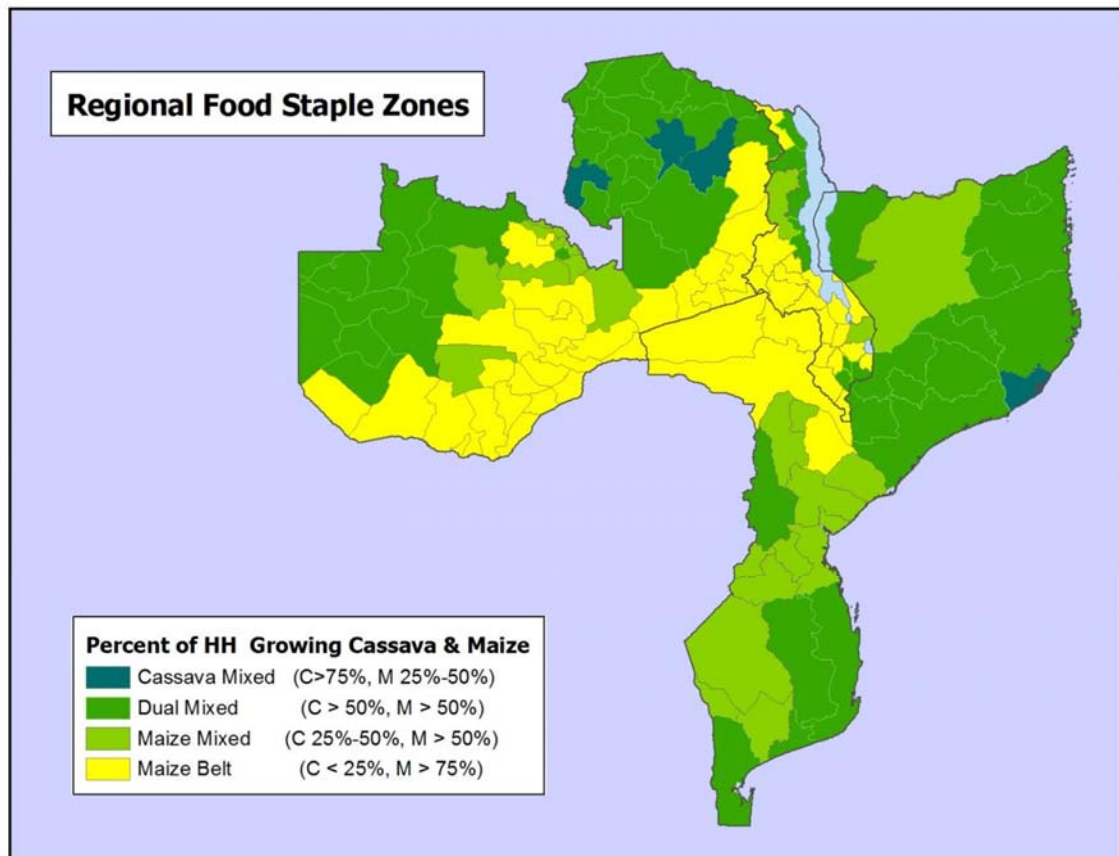 Regional Food Staple Zones
Percent of HH Growing Cassava & Maize
Cassava Mixed (C>75%, M 25%-50%)
Dual Mixed (C > 50%, M > 50%)
Maize Mixed (C 25%-50%, M > 50%)
Maize Belt (C < 25%, M > 75%)